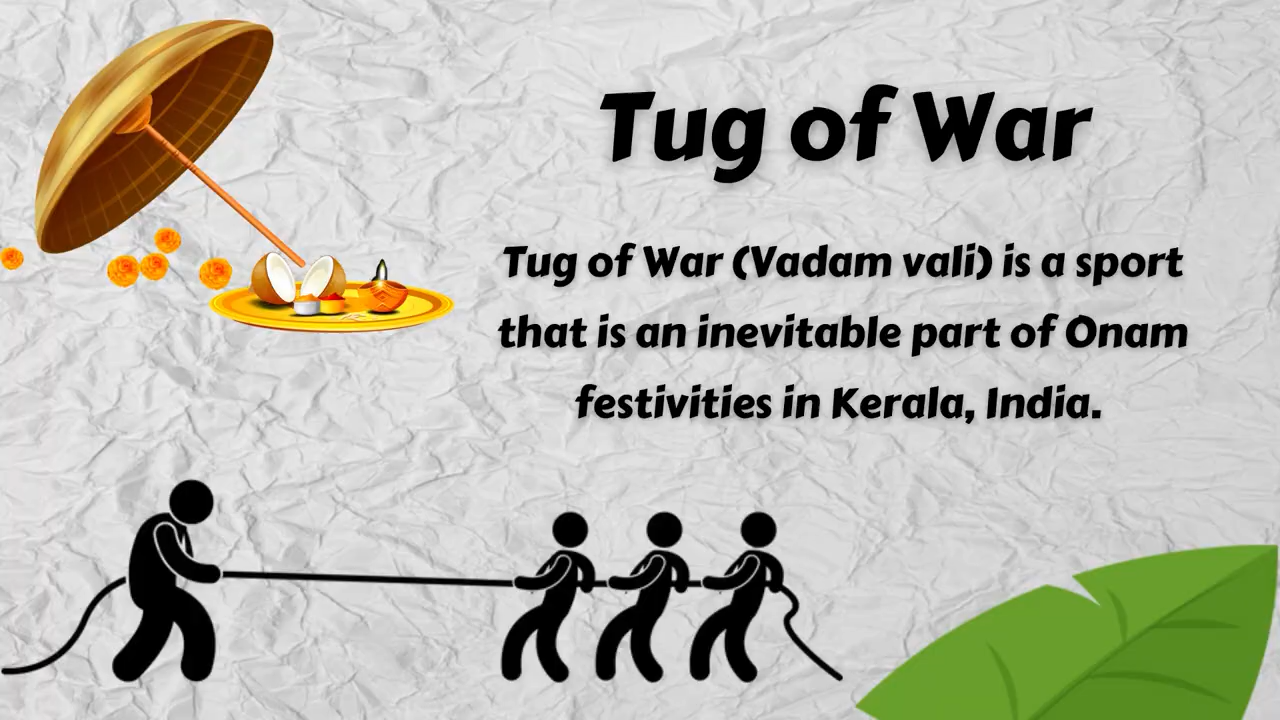 Tug of War
Tug of War (Vadam vali) is a sport
that is an inevitable part of Onam
festivities in Kerala, India.